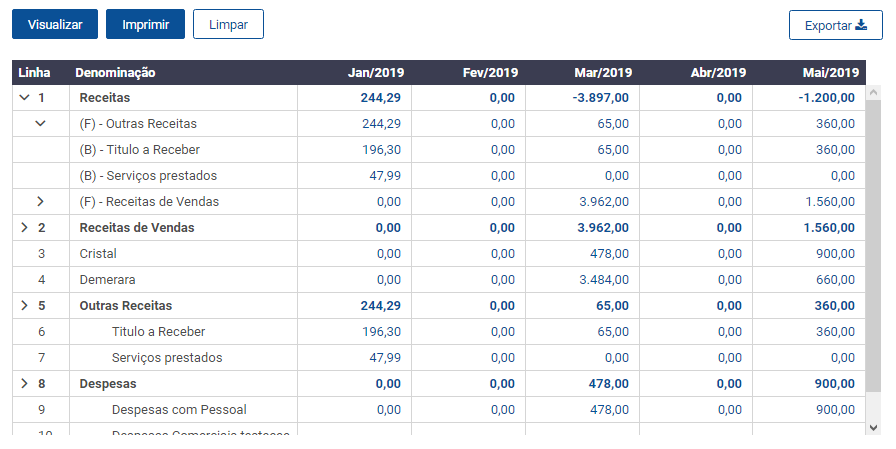 Visualizar Imprimir Limpar Exportar
Linha Denominação Jan/2019 Fev/2019 Mar/2019 Abr/2019 Mai/2019
1 Receitas 244,29 0,00 -3.897,00 0,00 -1.200,00
(F) - Outras Receitas 244,29 0,00 65,00 0,00 360,00
(B) - Titulo a Receber 196,30 0,00 65,00 0,00 360,00
(B) - Serviços prestados 47,99 0,00 0,00 0,00 0,00
(F) - Receitas de Vendas 0,00 0,00 3.962,00 0,00 1.560,00
2 Receitas de Vendas 0,00 0,00 3.962,00 0,00 1.560,00
3 Cristal 0,00 0,00 478,00 0,00 900,00
4 Demerara 0,00 0,00 3.484,00 0,00 660,00
5 Outras Receitas 244,29 0,00 65,00 0,00 360,00
6 Titulo a Receber 196,30 0,00 65,00 0,00 360,00
7 Serviços prestados 47,99 0,00 0,00 0,00 0,00
8 Despesas 0,00 0,00 478,00 0,00 900,00
9 Despesas com Pessoal 0,00 0,00 478,00 0,00 900,00
10 Despesas Comerciais